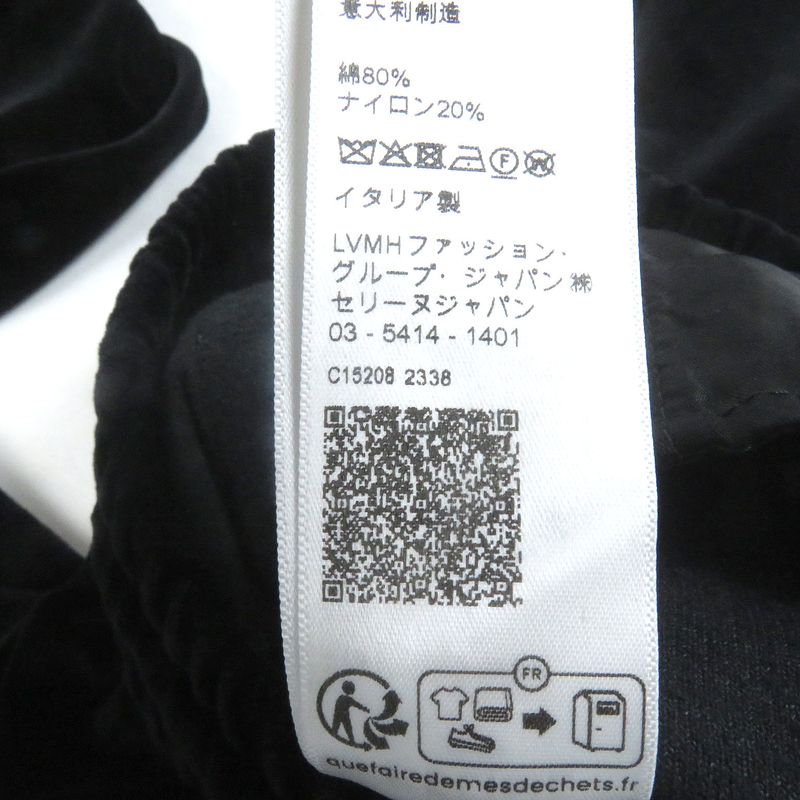 意大利制造
綿80%
ナイロン20%
F W
イタリア製
LVMHファッション・
グループ・ジャパン㈱
セリーヌジャパン
03 - 5414 - 1401
C15208 2338
FR
quefairedemesdechets.fr